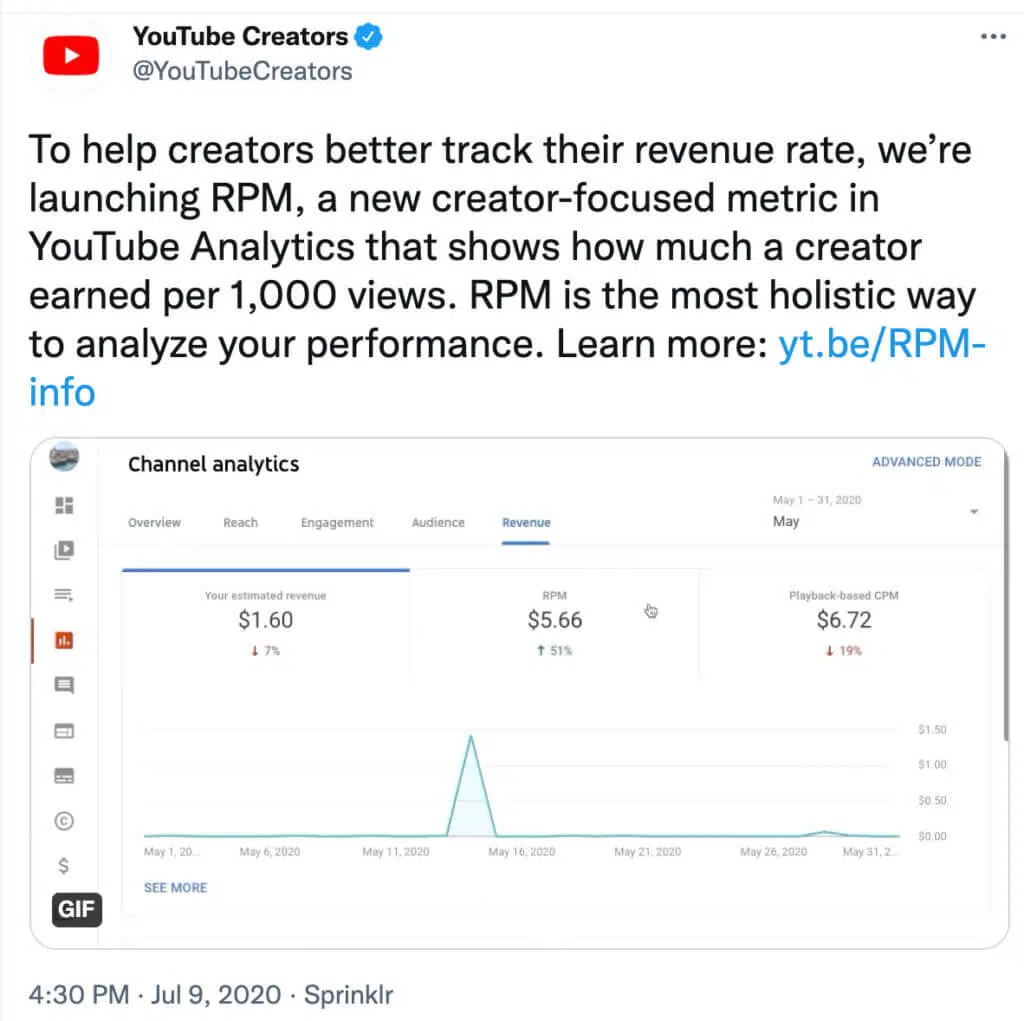 YouTube Creators
@YouTubeCreators
To help creators better track their revenue rate, we’re
launching RPM, a new creator-focused metric in
YouTube Analytics that shows how much a creator
earned per 1,000 views. RPM is the most holistic way
to analyze your performance. Learn more: yt.be/RPM-
info
Channel analytics
ADVANCED MODE
May 1 – 31, 2020
May
Overview Reach Engagement Audience Revenue
Your estimated revenue RPM Playback-based CPM
$1.60 $5.66 $6.72
↓ 7% ↑ 51% ↓ 19%
$1.50
$1.00
$0.50
$0.00
May 1, 20... May 6, 2020 May 11, 2020 May 16, 2020 May 21, 2020 May 26, 2020 May 31, 2...
SEE MORE
GIF
4:30 PM · Jul 9, 2020 · Sprinklr